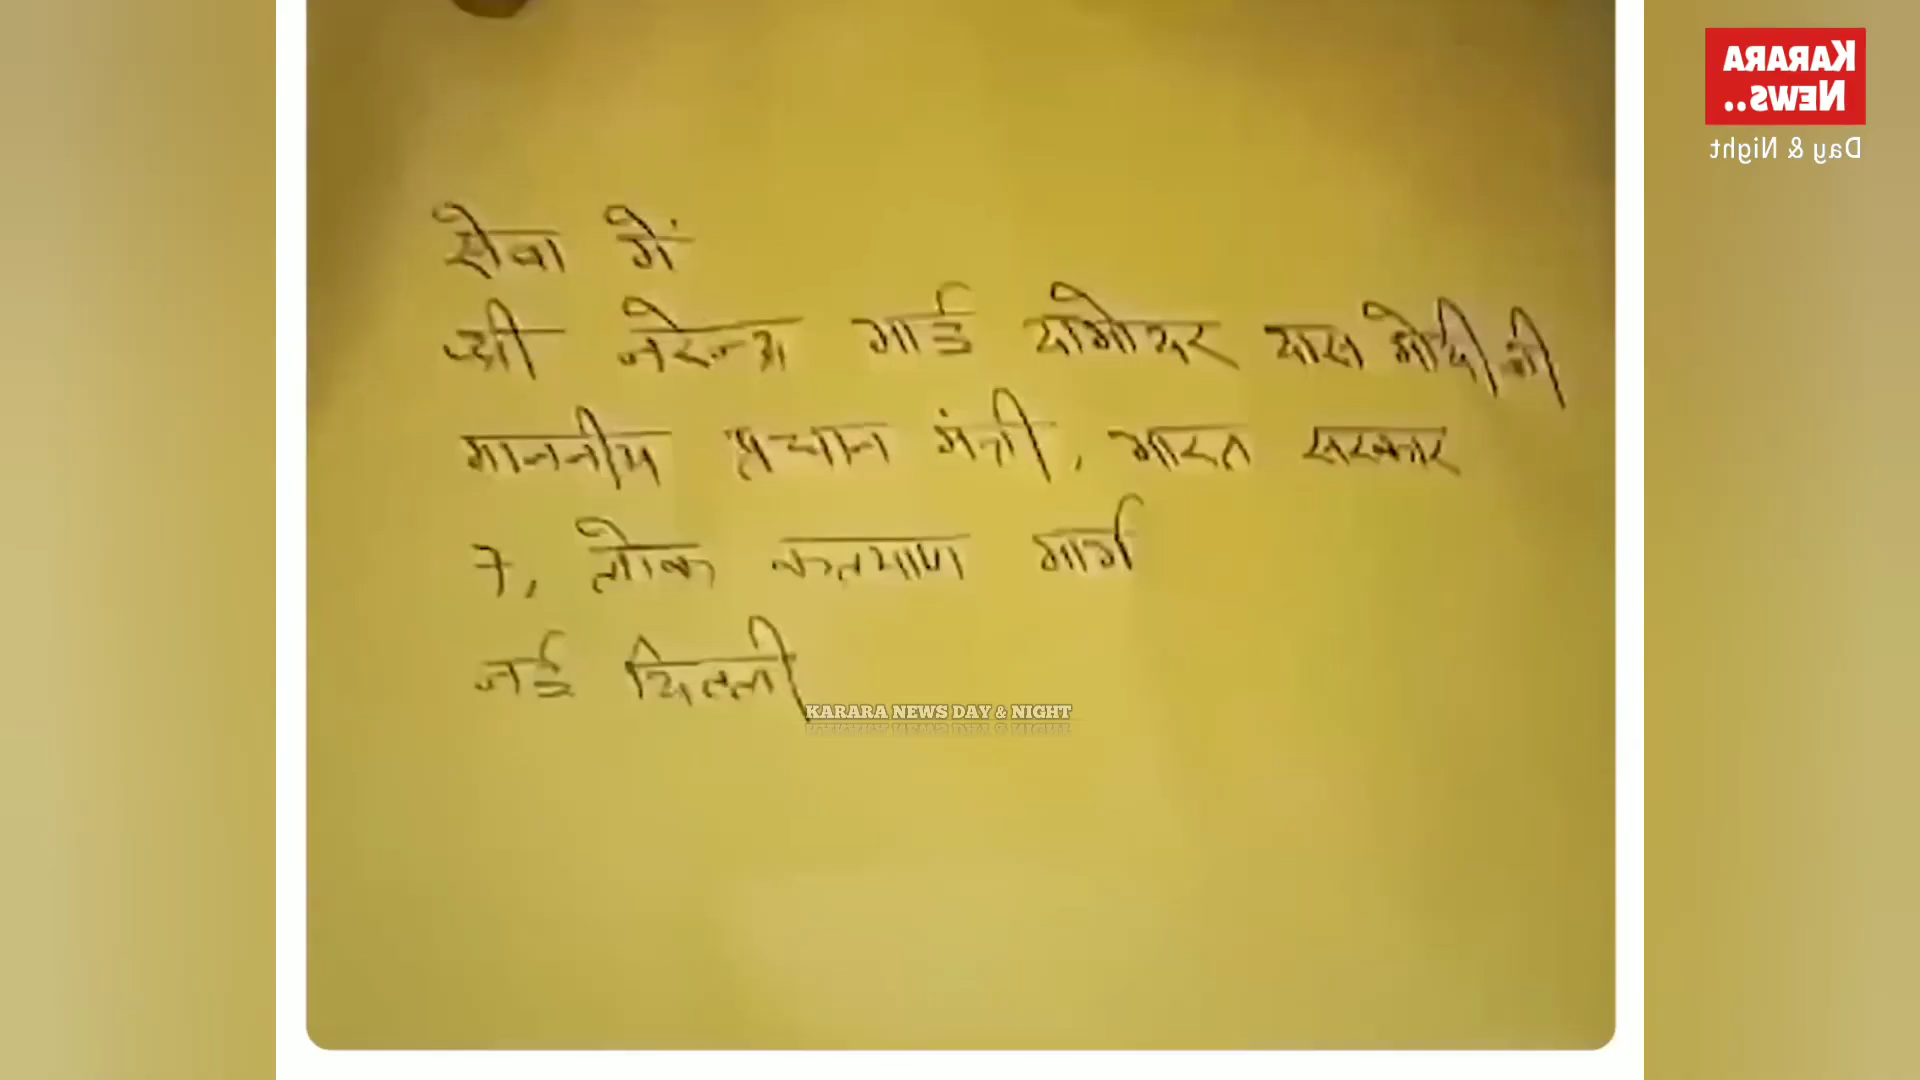 KARARA
NEWS..
Day & Night
सेवा में
श्री नरेन्द्र भाई दामोदर दास मोदी जी
माननीय प्रधान मंत्री, भारत सरकार
7, लोक कल्याण मार्ग
नई दिल्ली
KARARA NEWS DAY & NIGHT